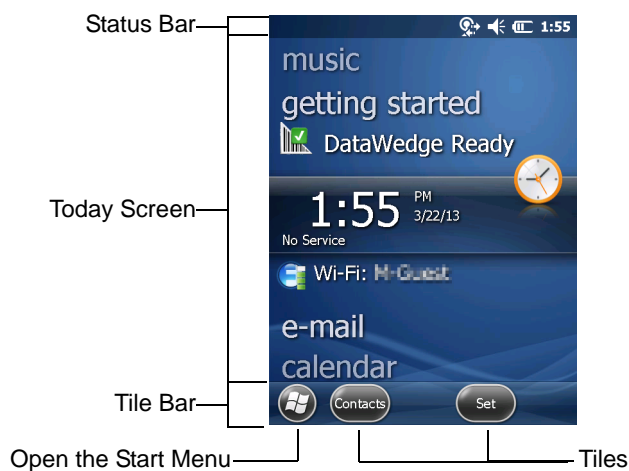 Status Bar
1:55
music
getting started
DataWedge Ready
Today Screen
1:55 PM
3/22/13
No Service
Wi-Fi:
e-mail
calendar
Tile Bar
Contacts
Set
Open the Start Menu
Tiles